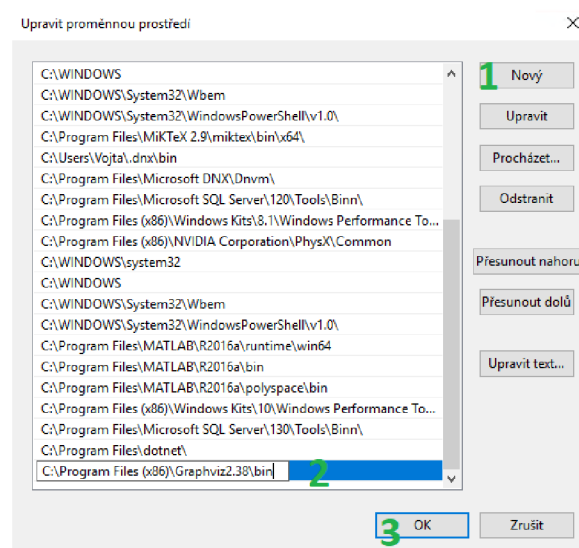 Upravit proměnnou prostředí
C:\WINDOWS
C:\WINDOWS\System32\Wbem
C:\WINDOWS\System32\WindowsPowerShell\v1.0\
C:\Program Files\MiKTeX 2.9\miktex\bin\x64\
C:\Users\Vojta\.dnx\bin
C:\Program Files\Microsoft DNX\Dnvm\
C:\Program Files\Microsoft SQL Server\120\Tools\Binn\
C:\Program Files (x86)\Windows Kits\8.1\Windows Performance To...
C:\Program Files (x86)\NVIDIA Corporation\PhysX\Common
C:\WINDOWS\system32
C:\WINDOWS
C:\WINDOWS\System32\Wbem
C:\WINDOWS\System32\WindowsPowerShell\v1.0\
C:\Program Files\MATLAB\R2016a\runtime\win64
C:\Program Files\MATLAB\R2016a\bin
C:\Program Files\MATLAB\R2016a\polyspace\bin
C:\Program Files (x86)\Windows Kits\10\Windows Performance To...
C:\Program Files\Microsoft SQL Server\130\Tools\Binn\
C:\Program Files\dotnet\
C:\Program Files (x86)\Graphviz2.38\bin
2
1 Nový
Upravit
Procházet...
Odstranit
Přesunout nahoru
Přesunout dolů
Upravit text...
3 OK
Zrušit